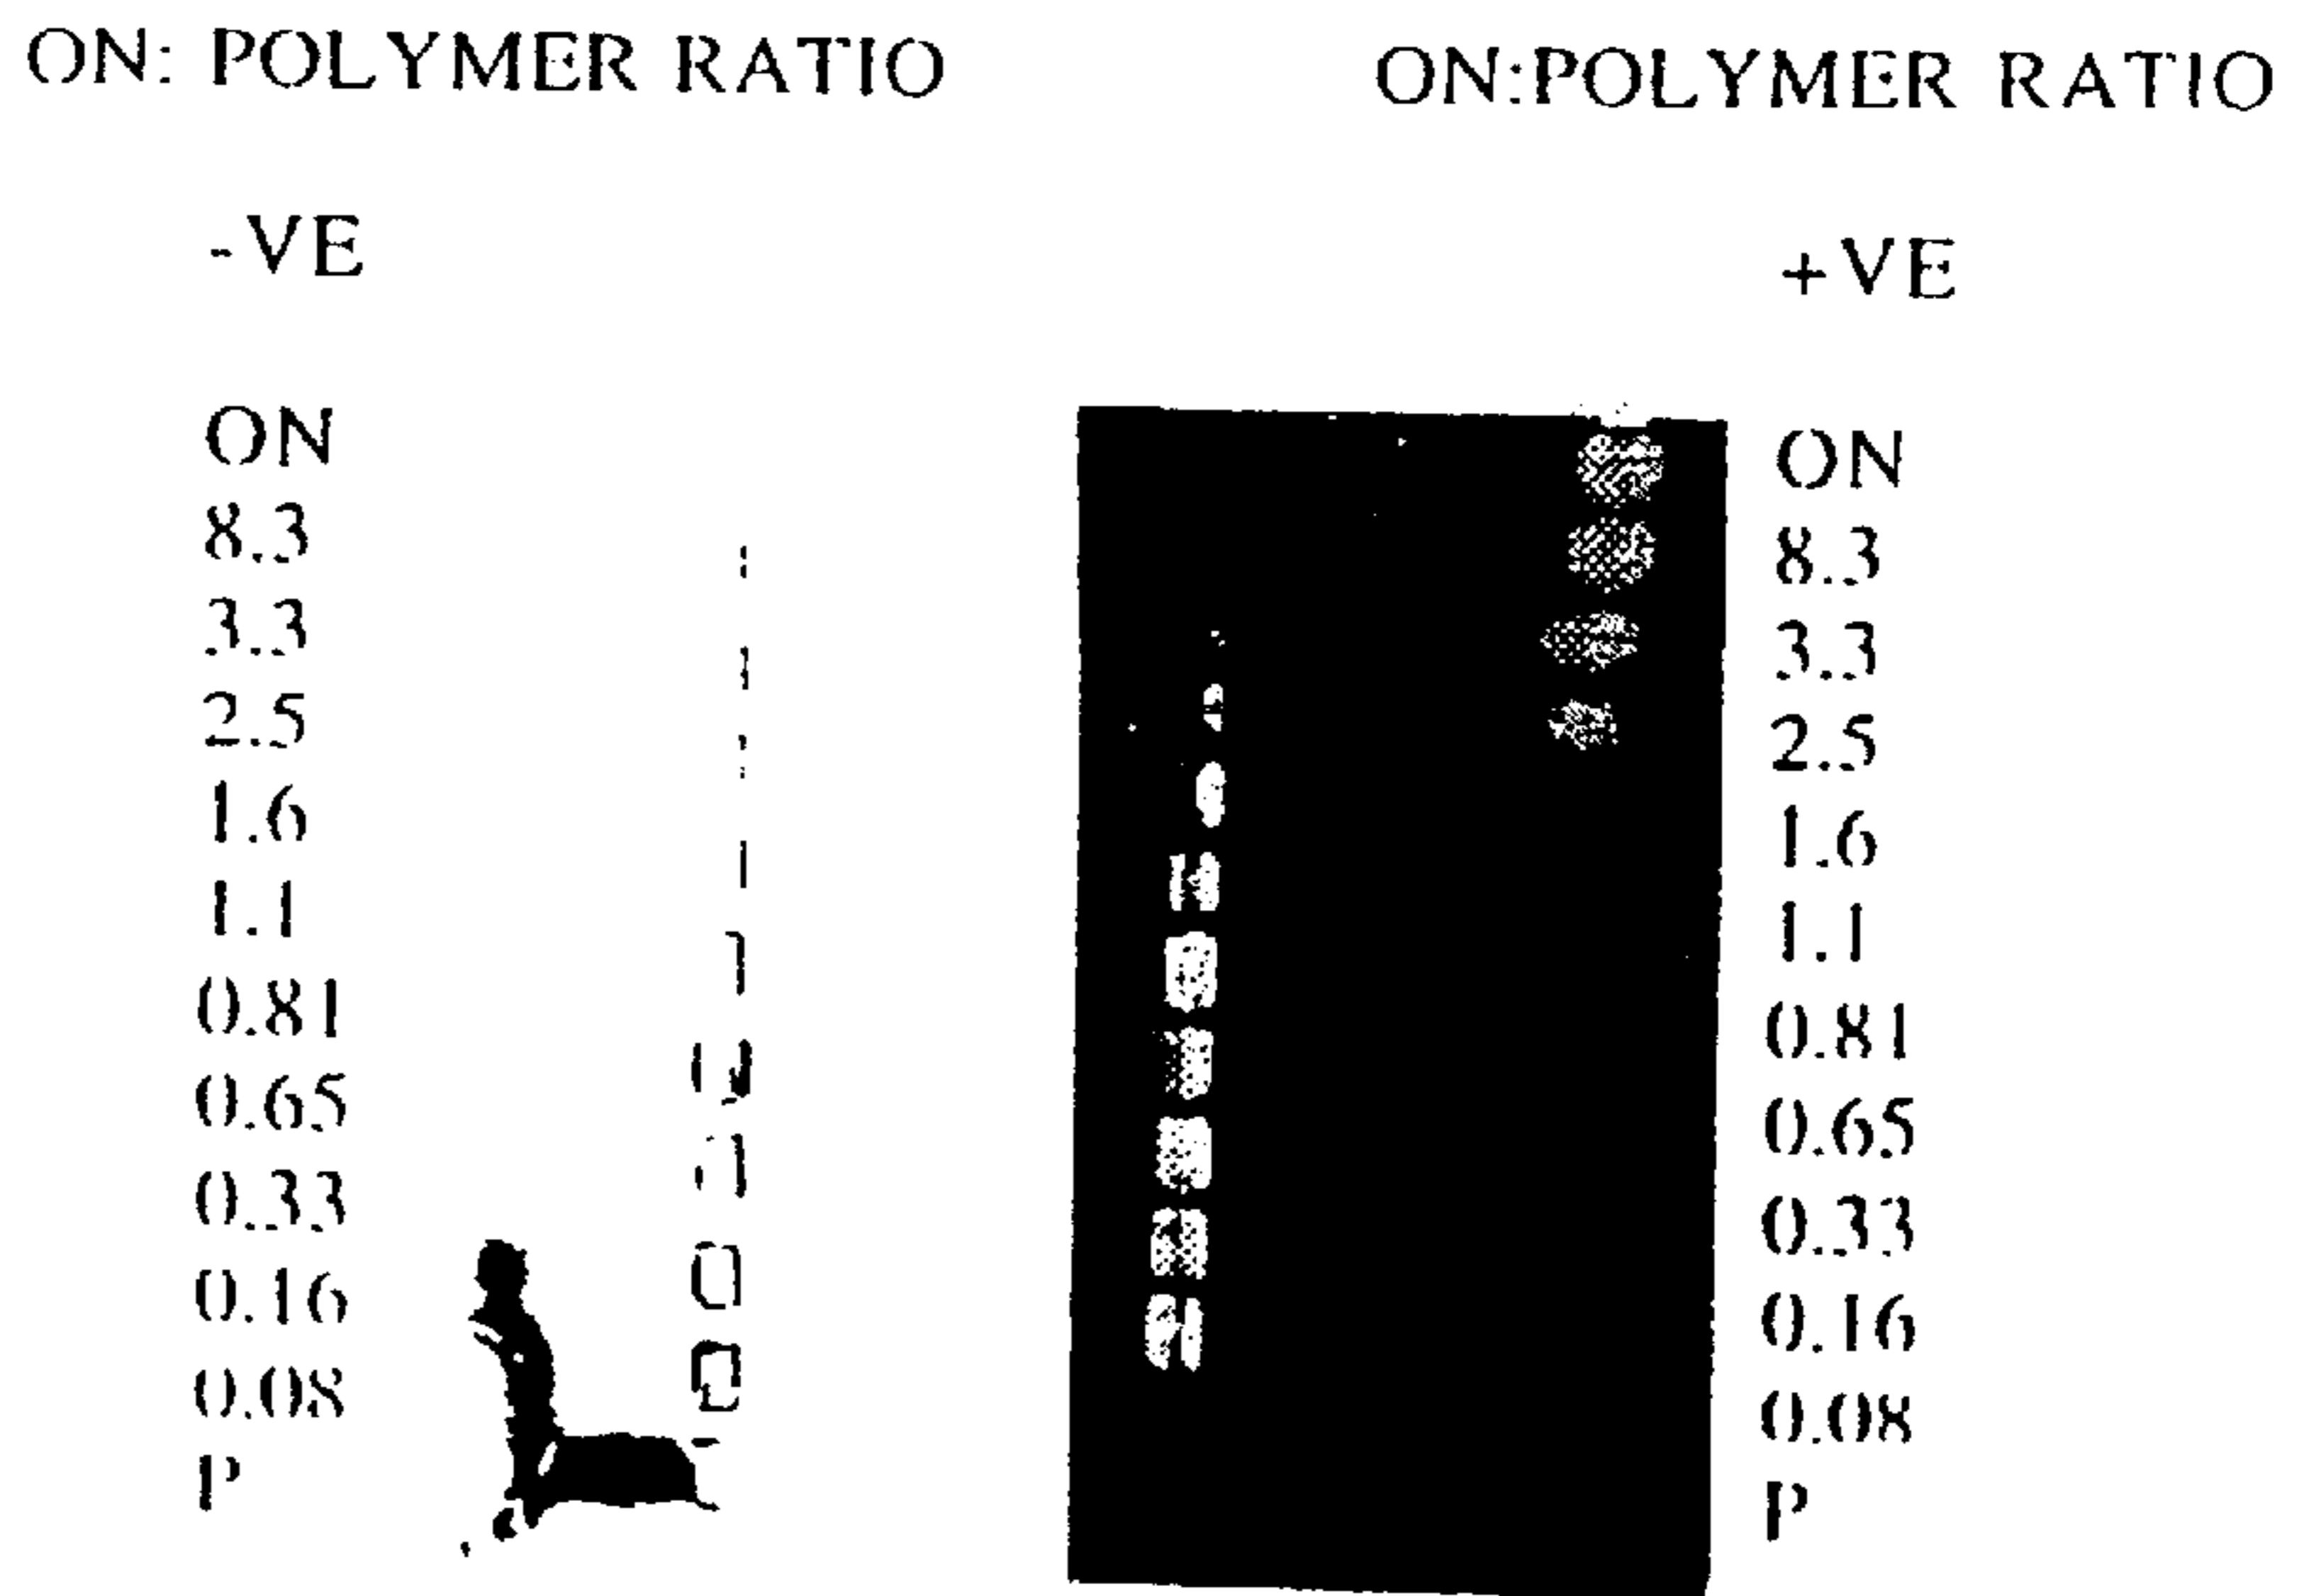 ON: POLYMER RATIO
-VE
ON
8.3
3.3
2.5
1.6
1.1
0.81
0.65
0.33
0.16
0.08
P
ON:POLYMER RATIO
+VE
ON
8.3
3.3
2.5
1.6
1.1
0.81
0.65
0.33
0.16
0.08
P